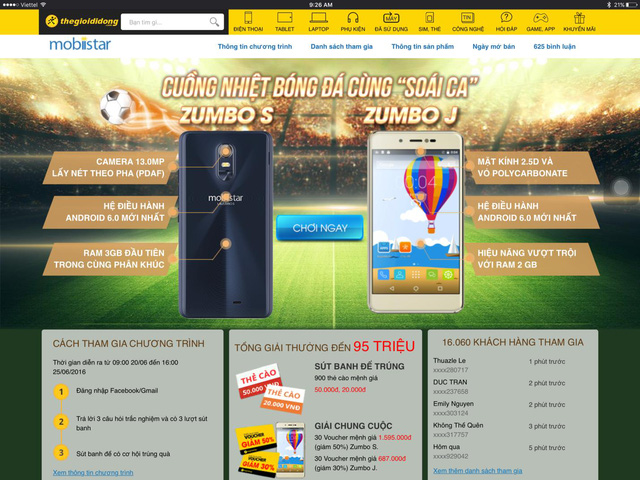 Viettel
9:26 AM
81%
thegioididong
Bạn tìm gì...
ĐIỆN THOẠI
TABLET
LAPTOP
PHỤ KIỆN
MÁY
ĐÃ SỬ DỤNG
SIM, THẺ
TIN
CÔNG NGHỆ
HỎI ĐÁP
GAME, APP
KHUYẾN MÃI
mobiistar
Thông tin chương trình
Danh sách tham gia
Thông tin sản phẩm
Ngày mở bán
625 bình luận
CUỒNG NHIỆT BÓNG ĐÁ CÙNG “SOÁI CA”
ZUMBO S
ZUMBO J
CAMERA 13.0MP
LẤY NÉT THEO PHA (PDAF)
HỆ ĐIỀU HÀNH
ANDROID 6.0 MỚI NHẤT
RAM 3GB ĐẦU TIÊN
TRONG CÙNG PHÂN KHÚC
mobiistar
CHƠI NGAY
MẶT KÍNH 2.5D VÀ
VỎ POLYCARBONATE
HỆ ĐIỀU HÀNH
ANDROID 6.0 MỚI NHẤT
HIỆU NĂNG VƯỢT TRỘI
VỚI RAM 2 GB
CÁCH THAM GIA CHƯƠNG TRÌNH
Thời gian diễn ra từ 09:00 20/06 đến 16:00
25/06/2016
1
Đăng nhập Facebook/Gmail
2
Trả lời 3 câu hỏi trắc nghiệm và có 3 lượt sút
banh
3
Sút banh để có cơ hội trúng quà
Xem thông tin chương trình
TỔNG GIẢI THƯỞNG ĐẾN 95 TRIỆU
THẺ CÀO
50.000 VNĐ
THẺ CÀO
20.000 VNĐ
SÚT BANH ĐỂ TRÚNG
900 thẻ cào mệnh giá
50.000đ, 20.000đ
VOUCHER
GIẢM 50%
VOUCHER
GIẢM 30%
GIẢI CHUNG CUỘC
30 Voucher mệnh giá 1.595.000đ
(giảm 50%) Zumbo S.
30 Voucher mệnh giá 687.000đ
(giảm 30%) Zumbo J.
16.060 KHÁCH HÀNG THAM GIA
Thuazle Le
1 phút trước
xxxx280717
DUC TRAN
2 phút trước
xxxx237658
Emily Nguyen
2 phút trước
xxxx303124
Không Thể Quên
3 phút trước
xxxx317757
Hôm qua
5 phút trước
xxxx929042
Xem thêm danh sách tham gia